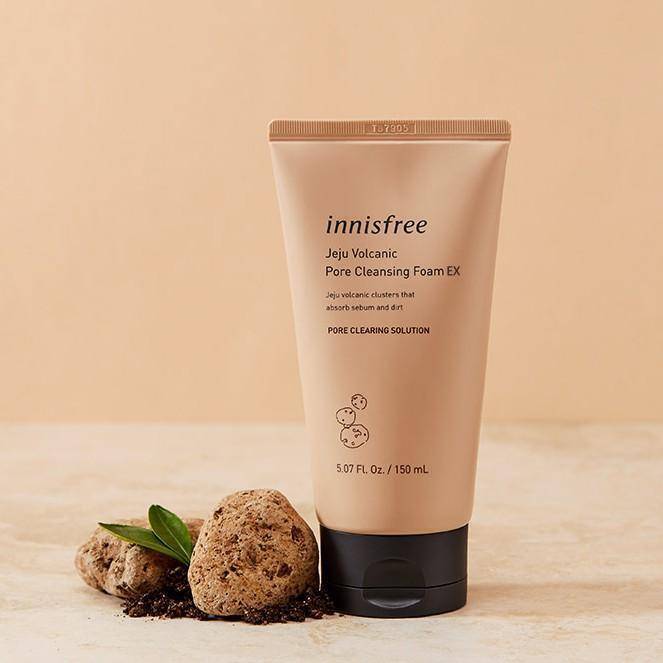 TB7905
innisfree
Jeju Volcanic
Pore Cleansing Foam EX
Jeju volcanic clusters that
absorb sebum and dirt
PORE CLEARING SOLUTION
5.07 Fl. Oz. / 150 mL